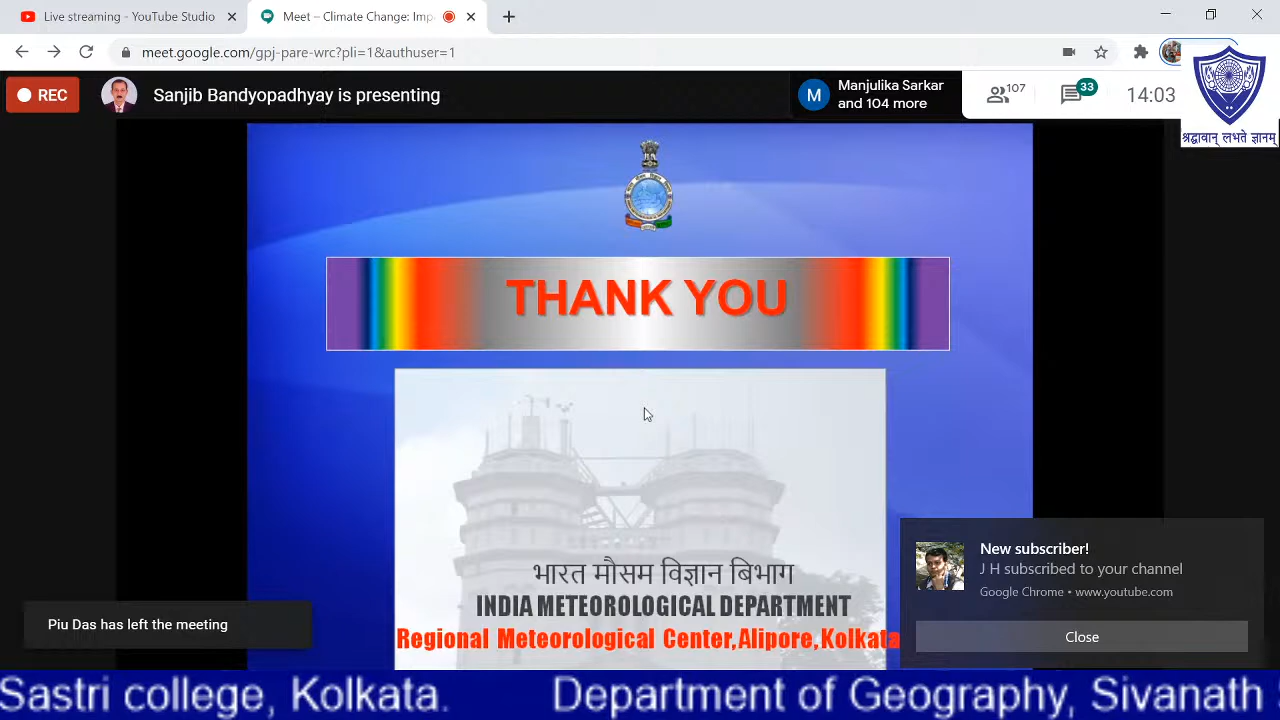 Live streaming - YouTube Studio
Meet – Climate Change: Imp
meet.google.com/gpj-pare-wrc?pli=1&authuser=1
REC
Sanjib Bandyopadhyay is presenting
M
Manjulika Sarkar
and 104 more
107
33
14:03
श्रद्धावान् लभते ज्ञानम्
THANK YOU
भारत मौसम विज्ञान बिभाग
INDIA METEOROLOGICAL DEPARTMENT
Regional Meteorological Center,Alipore,Kolkata
New subscriber!
J H subscribed to your channel
Google Chrome • www.youtube.com
Close
Piu Das has left the meeting
Sastri college, Kolkata. Department of Geography, Sivanath